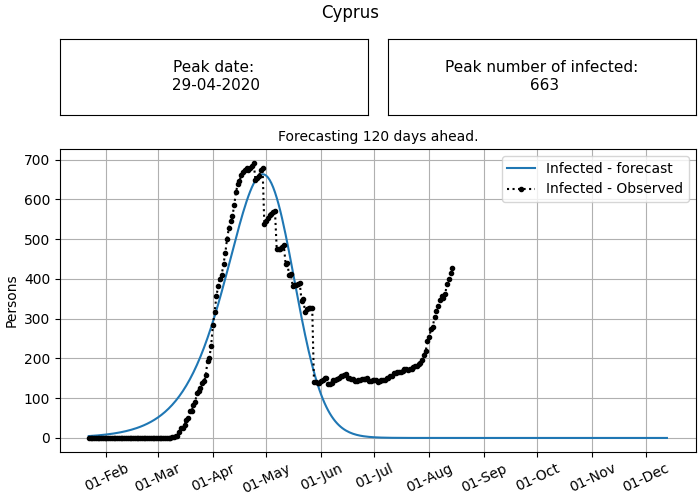 Cyprus
Peak date:
29-04-2020
Peak number of infected:
663
Forecasting 120 days ahead.
Infected - forecast
Infected - Observed
Persons
700
600
500
400
300
200
100
0
01-Feb
01-Mar
01-Apr
01-May
01-Jun
01-Jul
01-Aug
01-Sep
01-Oct
01-Nov
01-Dec